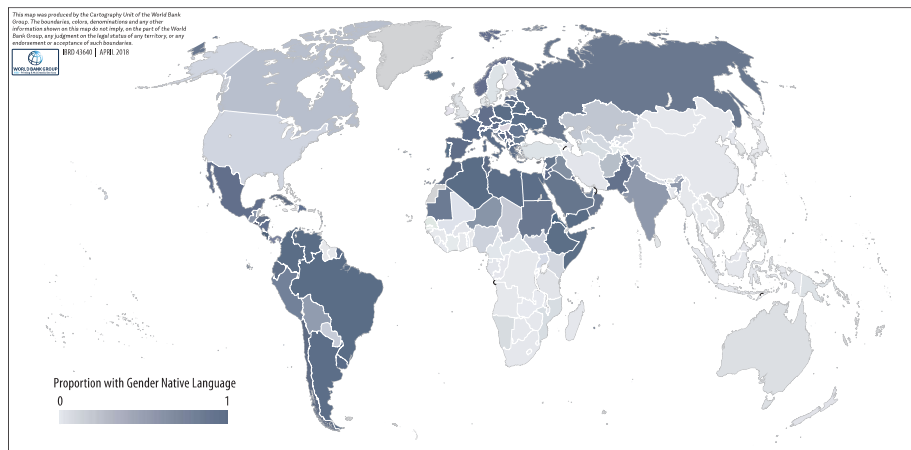 This map was produced by the Cartography Unit of the World Bank
Group. The boundaries, colors, denominations and any other
information shown on this map do not imply, on the part of the World
Bank Group, any judgment on the legal status of any territory, or any
endorsement or acceptance of such boundaries.
IBRD 43640 | APRIL 2018
WORLD BANK GROUP
Proportion with Gender Native Language
0 1